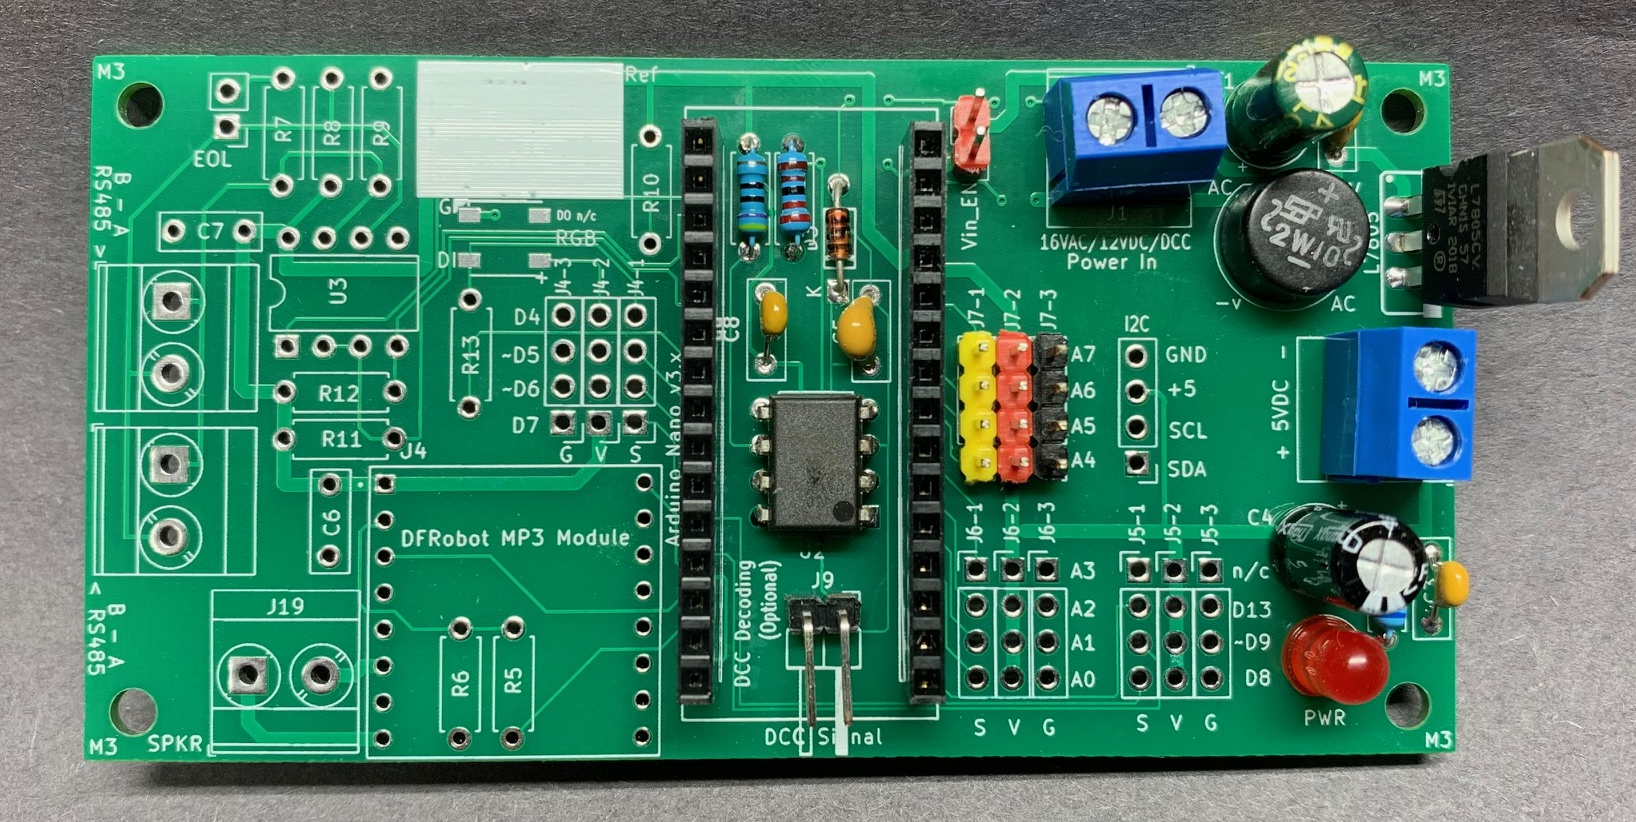 M3
Ref
M3
R7
R8
R9
EOL
B - A
RS485 >
C7
D0 n/c
RGB
R10
Vin_EN
J1
AC
16VAC/12VDC/DCC
Power In
2W10
+
-v
AC
L7805CV
CHN
L7805
U3
J4-3
J4-2
J4-1
D4
~D5
~D6
D7
G
V
S
R13
R12
R11
J4
C8
K
Arduino Nano v3.x
J7-1
J7-2
J7-3
A7
A6
A5
A4
I2C
GND
+5
SCL
SDA
-
5VDC
+
C6
DFRobot MP3 Module
R6
R5
J9
DCC Decoding
(Optional)
DCC Signal
J6-1
J6-2
J6-3
A3
A2
A1
A0
S
V
G
J5-1
J5-2
J5-3
n/c
D13
~D9
D8
S
V
G
C4
PWR
< RS485
B - A
J19
SPKR
M3
M3